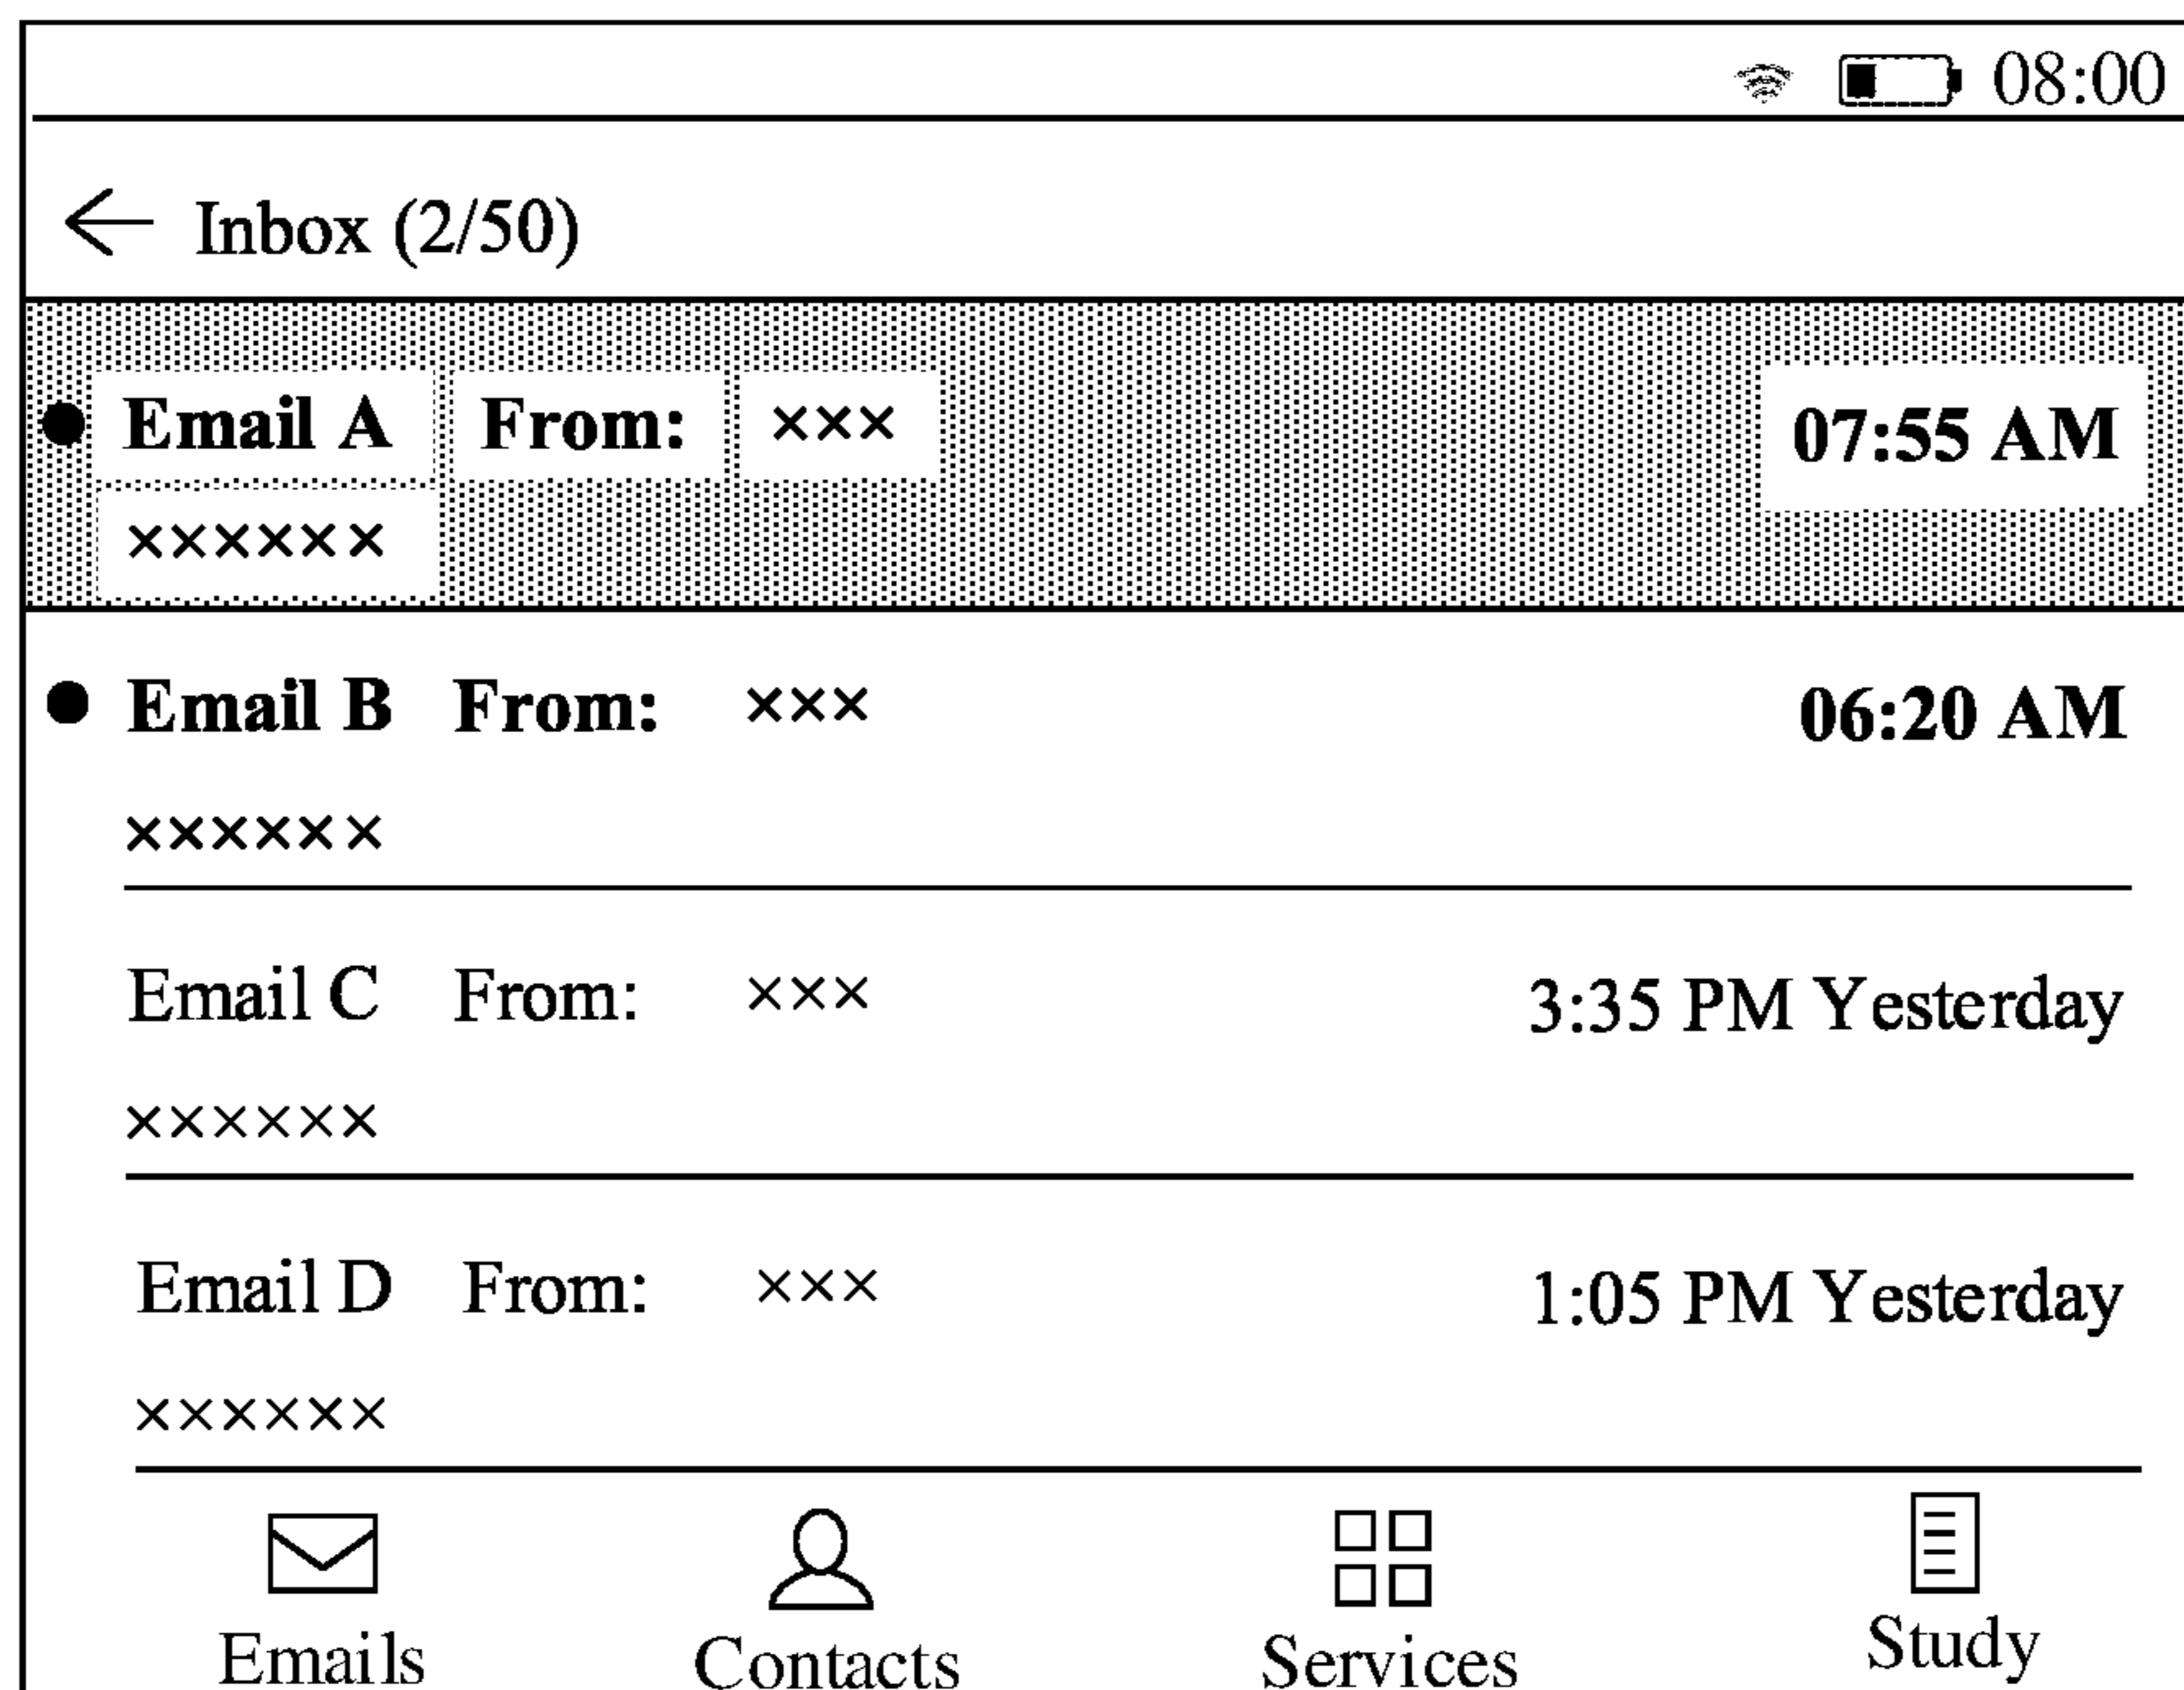 08:00
← Inbox (2/50)
Email A From: ××× 07:55 AM
××××××
Email B From: ××× 06:20 AM
××××××
Email C From: ××× 3:35 PM Yesterday
××××××
Email D From: ××× 1:05 PM Yesterday
××××××
Emails Contacts Services Study